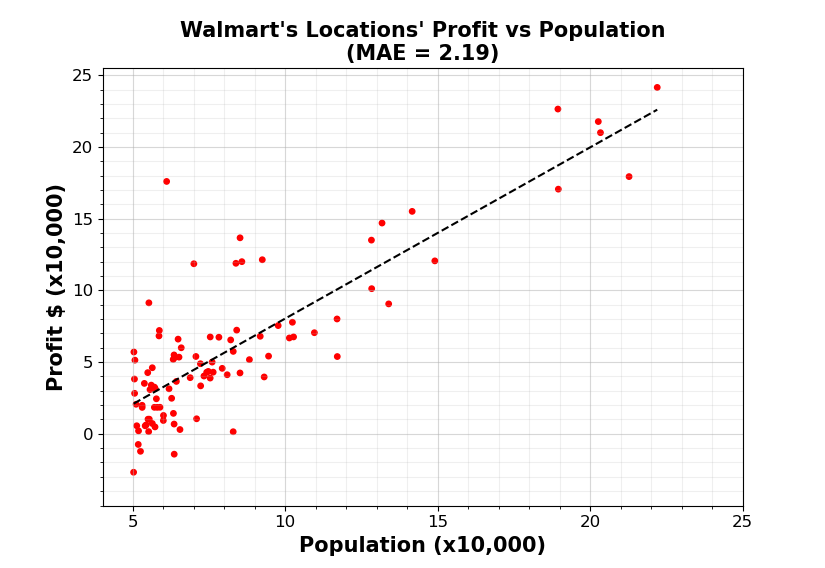 Walmart's Locations' Profit vs Population
(MAE = 2.19)
25
20
15
10
5
0
Profit $ (x10,000)
5 10 15 20 25
Population (x10,000)